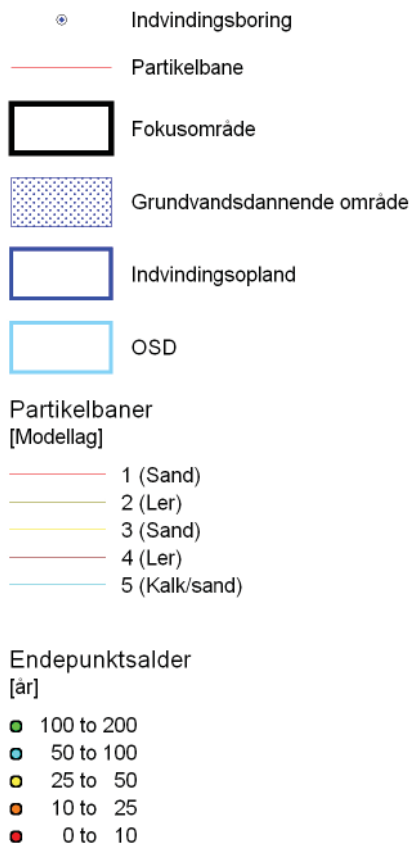 Indvindingsboring
Partikelbane
Fokusområde
Grundvandsdannende område
Indvindingsopland
OSD
Partikelbaner
[Modellag]
1 (Sand)
2 (Ler)
3 (Sand)
4 (Ler)
5 (Kalk/sand)
Endepunktsalder
[år]
100 to 200
50 to 100
25 to 50
10 to 25
0 to 10